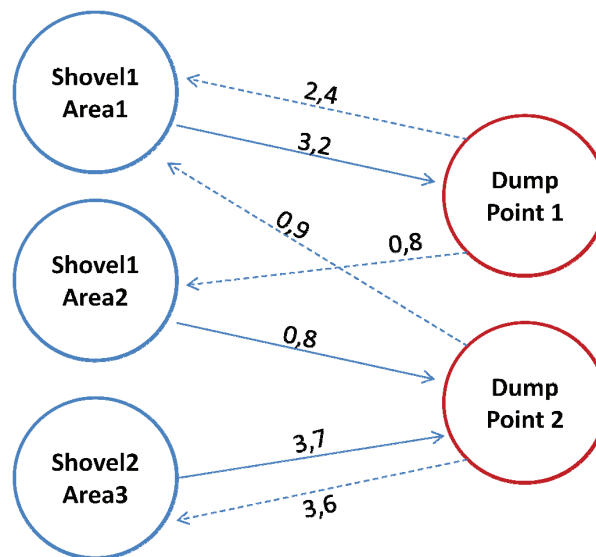 Shovel1
Area1
2,4
3,2
Dump
Point 1
0,9
0,8
Shovel1
Area2
0,8
Dump
Point 2
3,7
Shovel2
Area3
3,6